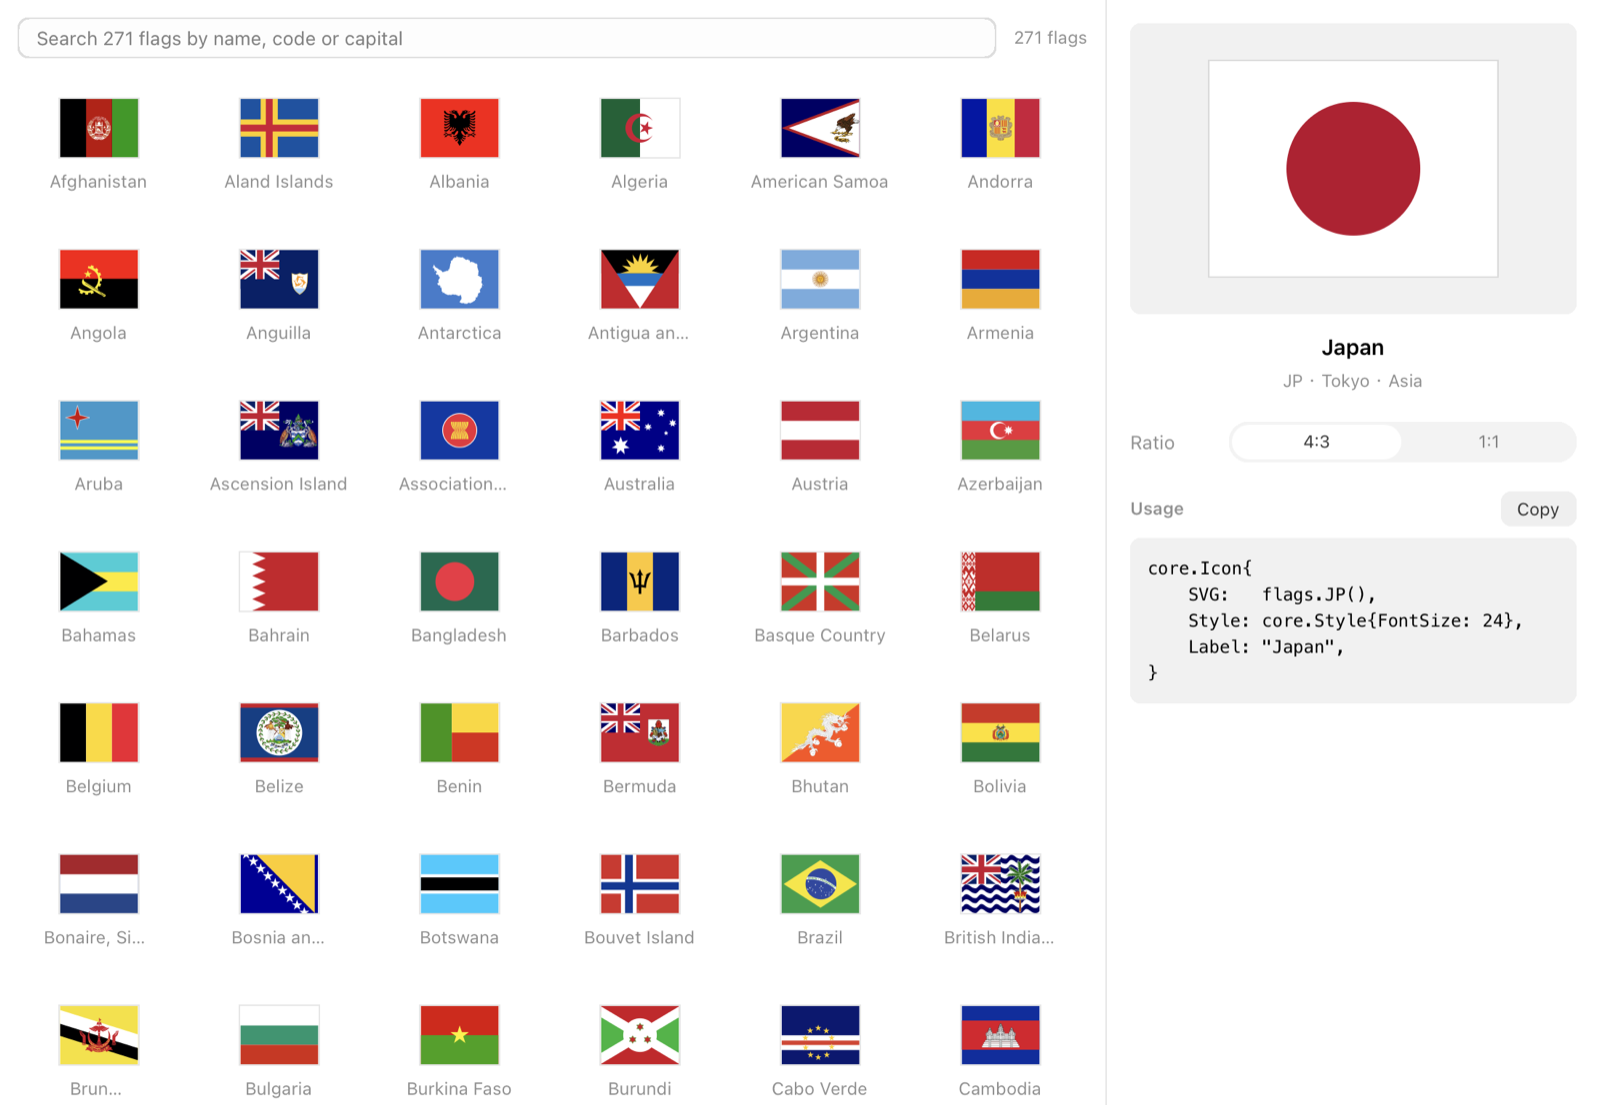 Search 271 flags by name, code or capital
271 flags
Afghanistan
Aland Islands
Albania
Algeria
American Samoa
Andorra
Angola
Anguilla
Antarctica
Antigua an...
Argentina
Armenia
Aruba
Ascension Island
Association...
Australia
Austria
Azerbaijan
Bahamas
Bahrain
Bangladesh
Barbados
Basque Country
Belarus
Belgium
Belize
Benin
Bermuda
Bhutan
Bolivia
Bonaire, Si...
Bosnia an...
Botswana
Bouvet Island
Brazil
British India...
Brun...
Bulgaria
Burkina Faso
Burundi
Cabo Verde
Cambodia
Japan
JP · Tokyo · Asia
Ratio
4:3
1:1
Usage
Copy
core.Icon{
    SVG:   flags.JP(),
    Style: core.Style{FontSize: 24},
    Label: "Japan",
}